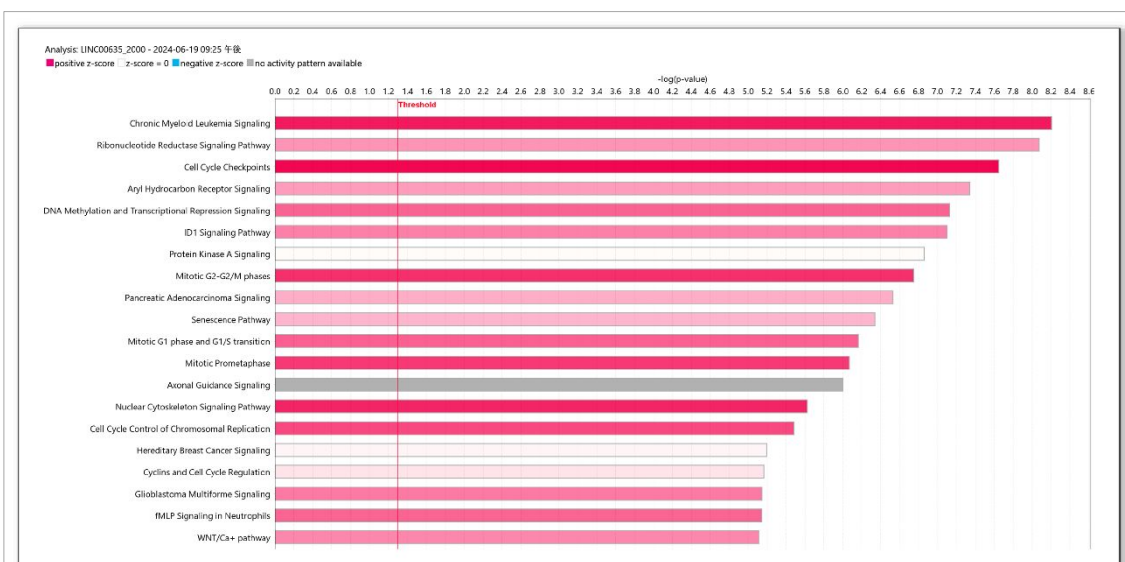 Analysis: LINC00635_2000 - 2024-06-19 09:25 午後
positive z-score z-score = 0 negative z-score no activity pattern available
-log(p-value)
0.0 0.2 0.4 0.6 0.8 1.0 1.2 1.4 1.6 1.8 2.0 2.2 2.4 2.6 2.8 3.0 3.2 3.4 3.6 3.8 4.0 4.2 4.4 4.6 4.8 5.0 5.2 5.4 5.6 5.8 6.0 6.2 6.4 6.6 6.8 7.0 7.2 7.4 7.6 7.8 8.0 8.2 8.4 8.6
Threshold
Chronic Myeloid Leukemia Signaling
Ribonucleotide Reductase Signaling Pathway
Cell Cycle Checkpoints
Aryl Hydrocarbon Receptor Signaling
DNA Methylation and Transcriptional Repression Signaling
ID1 Signaling Pathway
Protein Kinase A Signaling
Mitotic G2-G2/M phases
Pancreatic Adenocarcinoma Signaling
Senescence Pathway
Mitotic G1 phase and G1/S transition
Mitotic Prometaphase
Axonal Guidance Signaling
Nuclear Cytoskeleton Signaling Pathway
Cell Cycle Control of Chromosomal Replication
Hereditary Breast Cancer Signaling
Cyclins and Cell Cycle Regulation
Glioblastoma Multiforme Signaling
fMLP Signaling in Neutrophils
WNT/Ca+ pathway